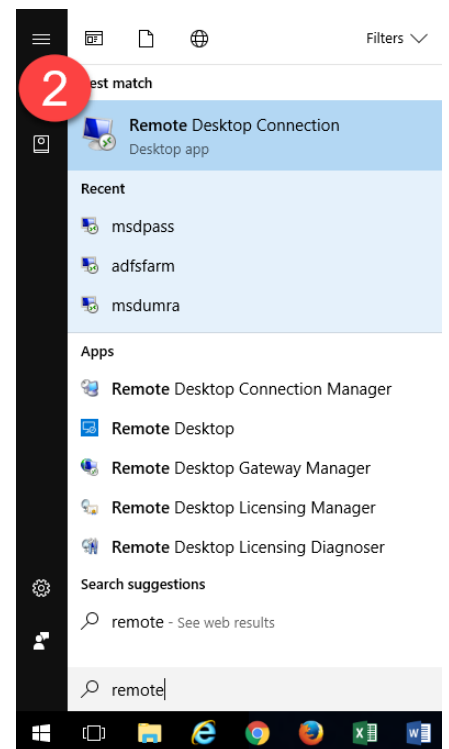 Filters
2
est match
Remote Desktop Connection
Desktop app
Recent
msdpass
adfsfarm
msdumra
Apps
Remote Desktop Connection Manager
Remote Desktop
Remote Desktop Gateway Manager
Remote Desktop Licensing Manager
Remote Desktop Licensing Diagnoser
Search suggestions
remote - See web results
remote